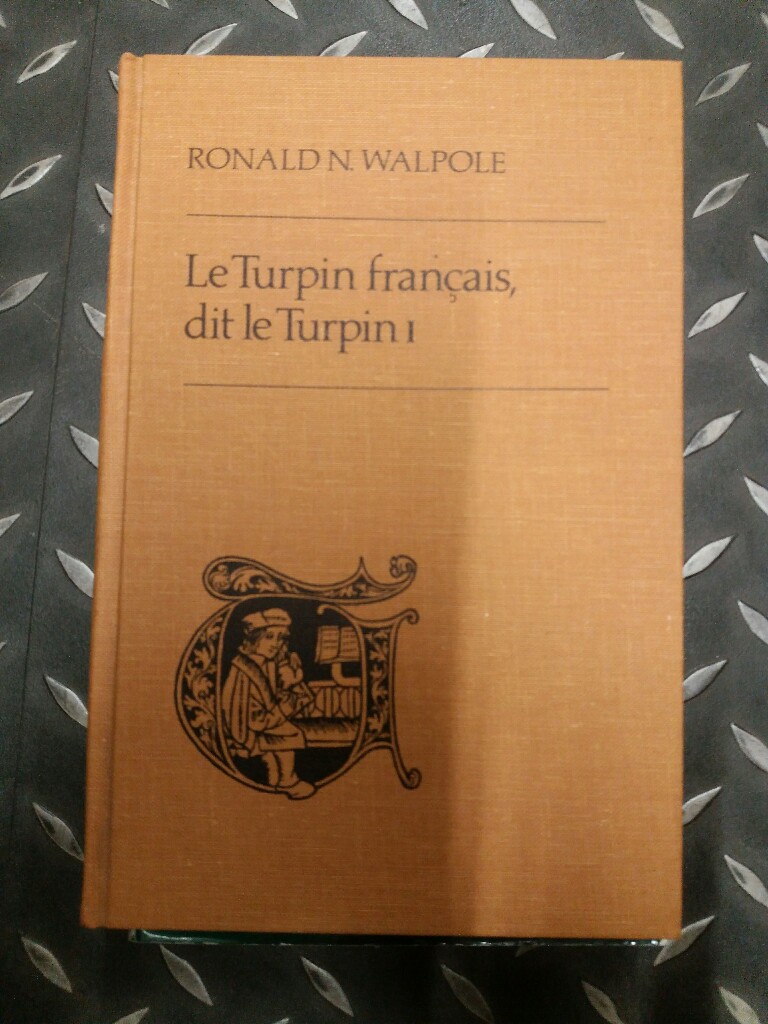 RONALD N. WALPOLE
Le Turpin français,
dit le Turpin I